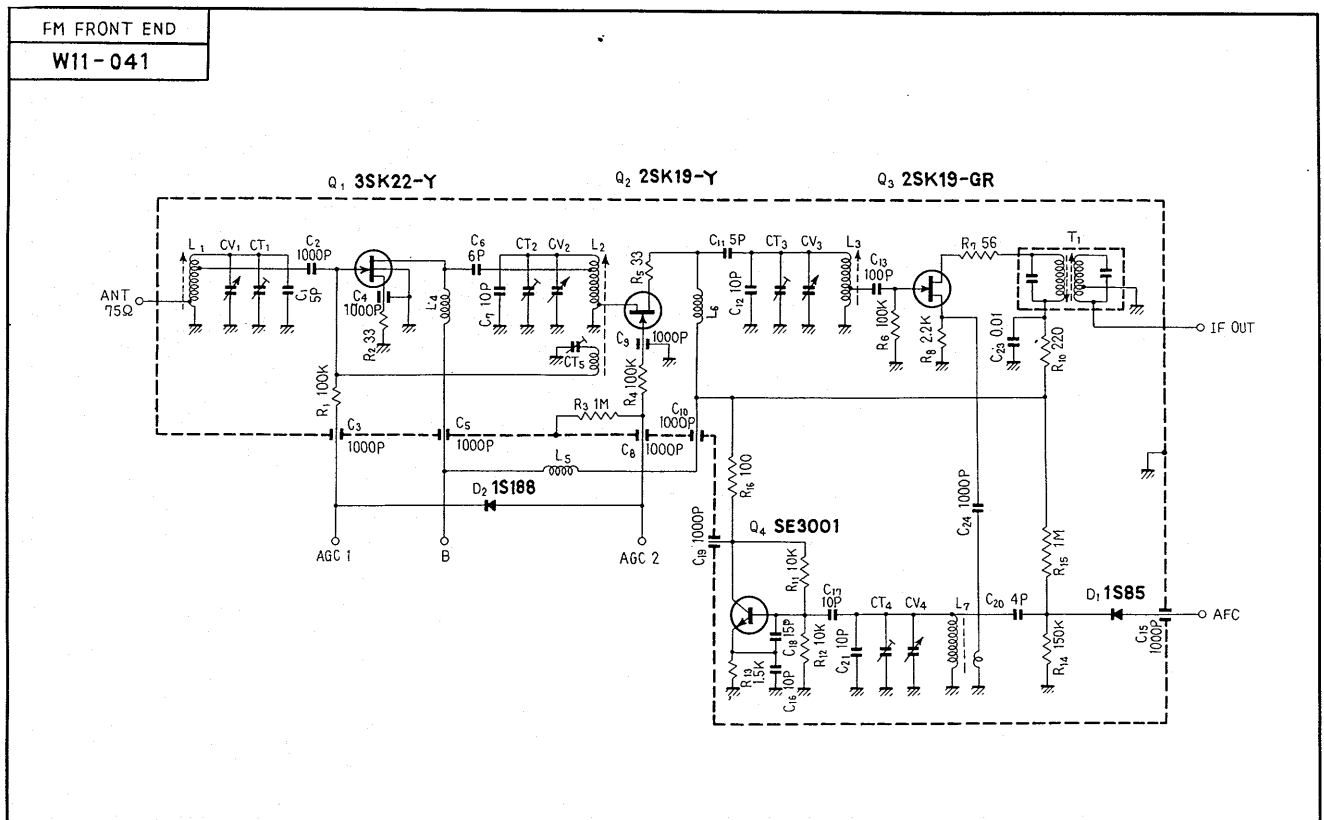 FM FRONT END
W11-041
Q1 3SK22-Y
Q2 2SK19-Y
Q3 2SK19-GR
L1 CV1 CT1
C1 5P
C2
1000P
C4
1000P
R2 33
L4
C6
6P
C7 10P
CT2 CV2 L2
CT5
R5 33
C9 1000P
R4 100K
L6
C11 5P
C12 10P
CT3 CV3 L3
C13
100P
R6 100K
R8 2.2K
R7 56
T1
C23 0.01
R10 220
ANT
75Ω
IF OUT
R1 100K
C3
1000P
C5
1000P
R3 1M
C8 1000P
C10
1000P
L5
D2 1S188
AGC 1
B
AGC 2
R16 100
C19 1000P
Q4 SE3001
R11 10K
C17
10P
C18 15P
R12 10K
R13
1.5K
C16 10P
C21 10P
CT4 CV4 L7
C24 1000P
C20 4P
R15 1M
R14 150K
D1 1S85
C15
1000P
AFC